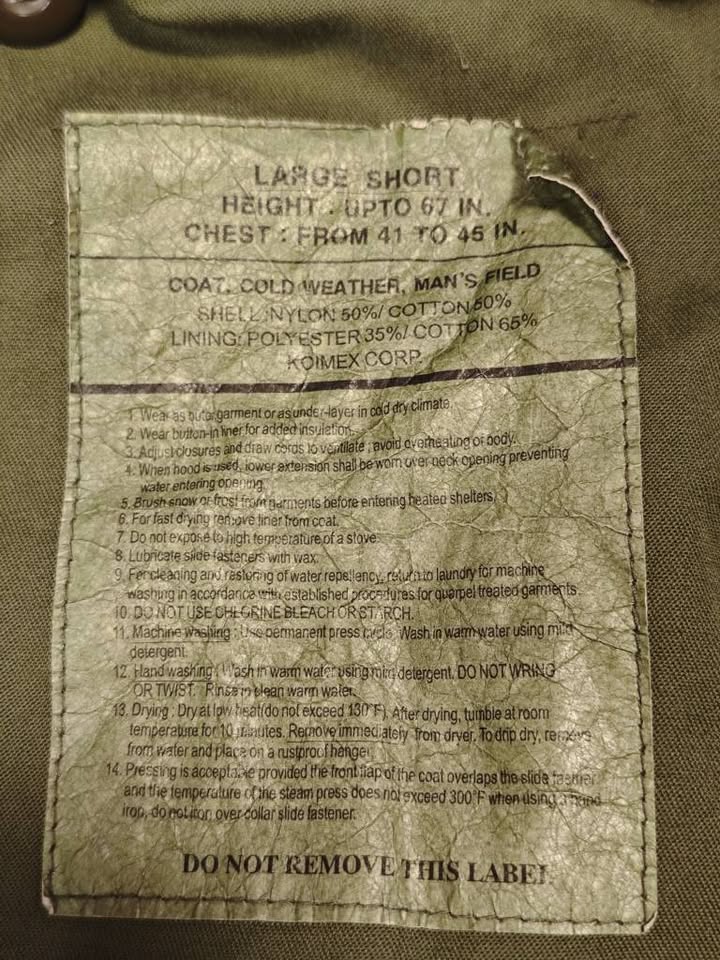 LARGE SHORT
HEIGHT : UPTO 67 IN.
CHEST : FROM 41 TO 45 IN.
COAT, COLD WEATHER, MAN'S FIELD
SHELL:NYLON 50%/ COTTON 50%
LINING: POLYESTER 35%/ COTTON 65%
KOIMEX CORP.
1. Wear as outer garment or as under-layer in cold dry climate.
2. Wear button-in liner for added insulation.
3. Adjust closures and draw cords to ventilate ; avoid overheating of body.
4. When hood is used, lower extension shall be worn over neck opening preventing
water entering opening.
5. Brush snow or frost from garments before entering heated shelters.
6. For fast drying remove liner from coat.
7. Do not expose to high temperature of a stove.
8. Lubricate slide fasteners with wax.
9. For cleaning and restoring of water repellency, return to laundry for machine
washing in accordance with established procedures for quarpel treated garments.
10. DO NOT USE CHLORINE BLEACH OR STARCH.
11. Machine washing : Use permanent press cycle. Wash in warm water using mild
detergent.
12. Hand washing : Wash in warm water using mild detergent. DO NOT WRING
OR TWIST. Rinse in clean warm water.
13. Drying : Dry at low heat(do not exceed 130°F). After drying, tumble at room
temperature for 10 minutes. Remove immediately from dryer. To drip dry, remove
from water and place on a rustproof hanger.
14. Pressing is acceptable provided the front flap of the coat overlaps the slide fastener
and the temperature of the steam press does not exceed 300°F when using a hand
iron, do not iron over collar slide fastener.
DO NOT REMOVE THIS LABEL